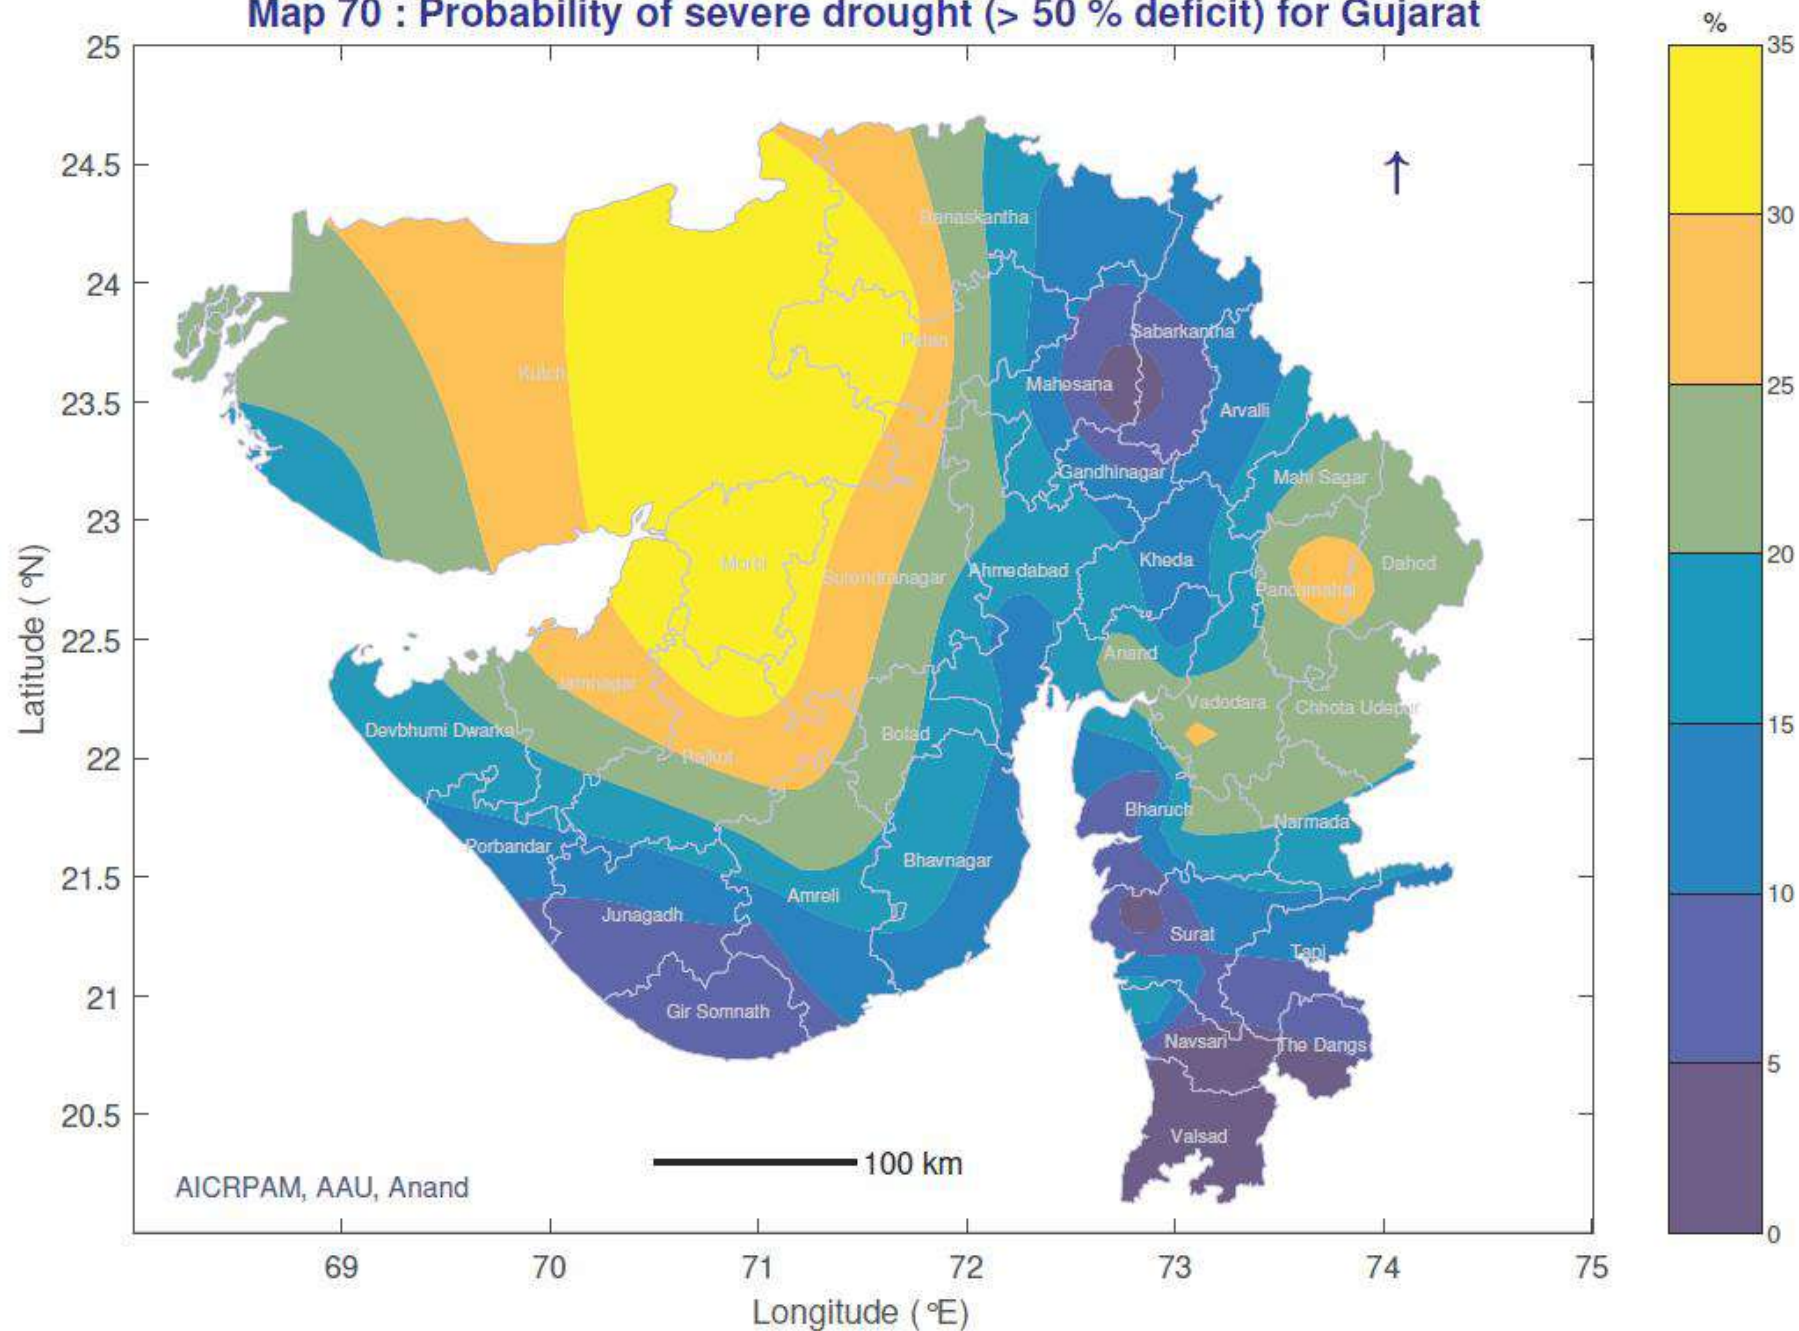 Map 70 : Probability of severe drought (> 50 % deficit) for Gujarat
%
35
30
25
20
15
10
5
0
25
24.5
24
23.5
23
22.5
22
21.5
21
20.5
Latitude ( °N)
Banaskantha
Patan
Sabarkantha
Kutch
Mahesana
Arvalli
Gandhinagar
Mahi Sagar
Morbi
Surendranagar
Ahmedabad
Kheda
Panchmahal
Dahod
Anand
Jamnagar
Vadodara
Chhota Udepur
Devbhumi Dwarka
Botad
Rajkot
Bharuch
Narmada
Porbandar
Bhavnagar
Amreli
Junagadh
Surat
Tapi
Gir Somnath
Navsari
The Dangs
Valsad
100 km
AICRPAM, AAU, Anand
69 70 71 72 73 74 75
Longitude ( °E)